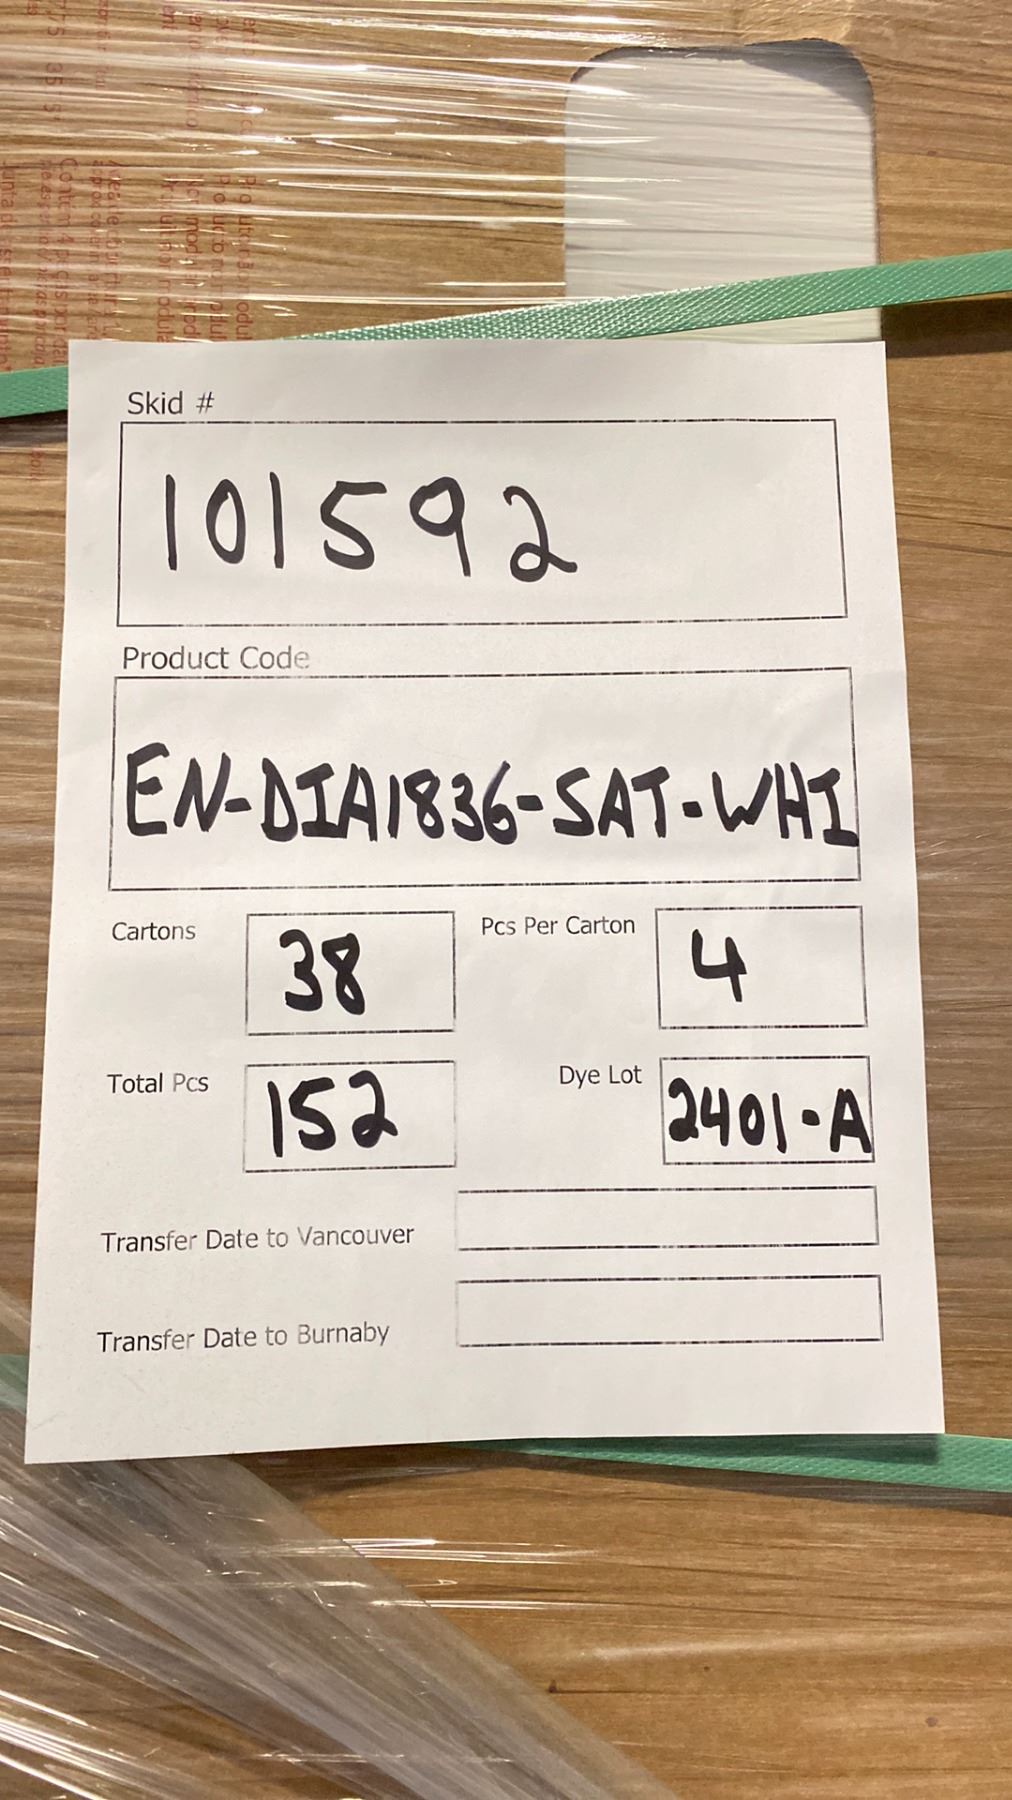 Skid #
101592
Product Code
EN-DIA1836-SAT-WHI
Cartons 38 Pcs Per Carton 4
Total Pcs 152 Dye Lot 2401-A
Transfer Date to Vancouver
Transfer Date to Burnaby